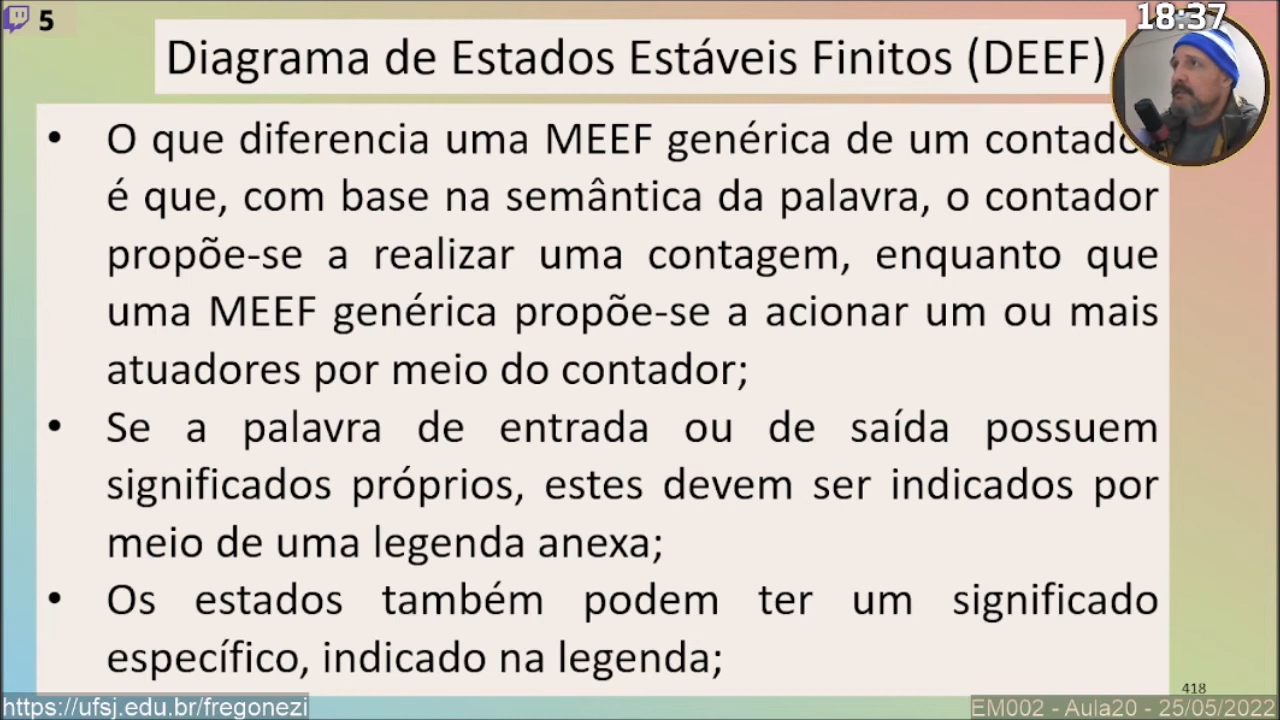 5
18:37
Diagrama de Estados Estáveis Finitos (DEEF)
• O que diferencia uma MEEF genérica de um contado
é que, com base na semântica da palavra, o contador
propõe-se a realizar uma contagem, enquanto que
uma MEEF genérica propõe-se a acionar um ou mais
atuadores por meio do contador;
• Se a palavra de entrada ou de saída possuem
significados próprios, estes devem ser indicados por
meio de uma legenda anexa;
• Os estados também podem ter um significado
específico, indicado na legenda;
418
https://ufsj.edu.br/fregonezi
EM002 - Aula20 - 25/05/2022